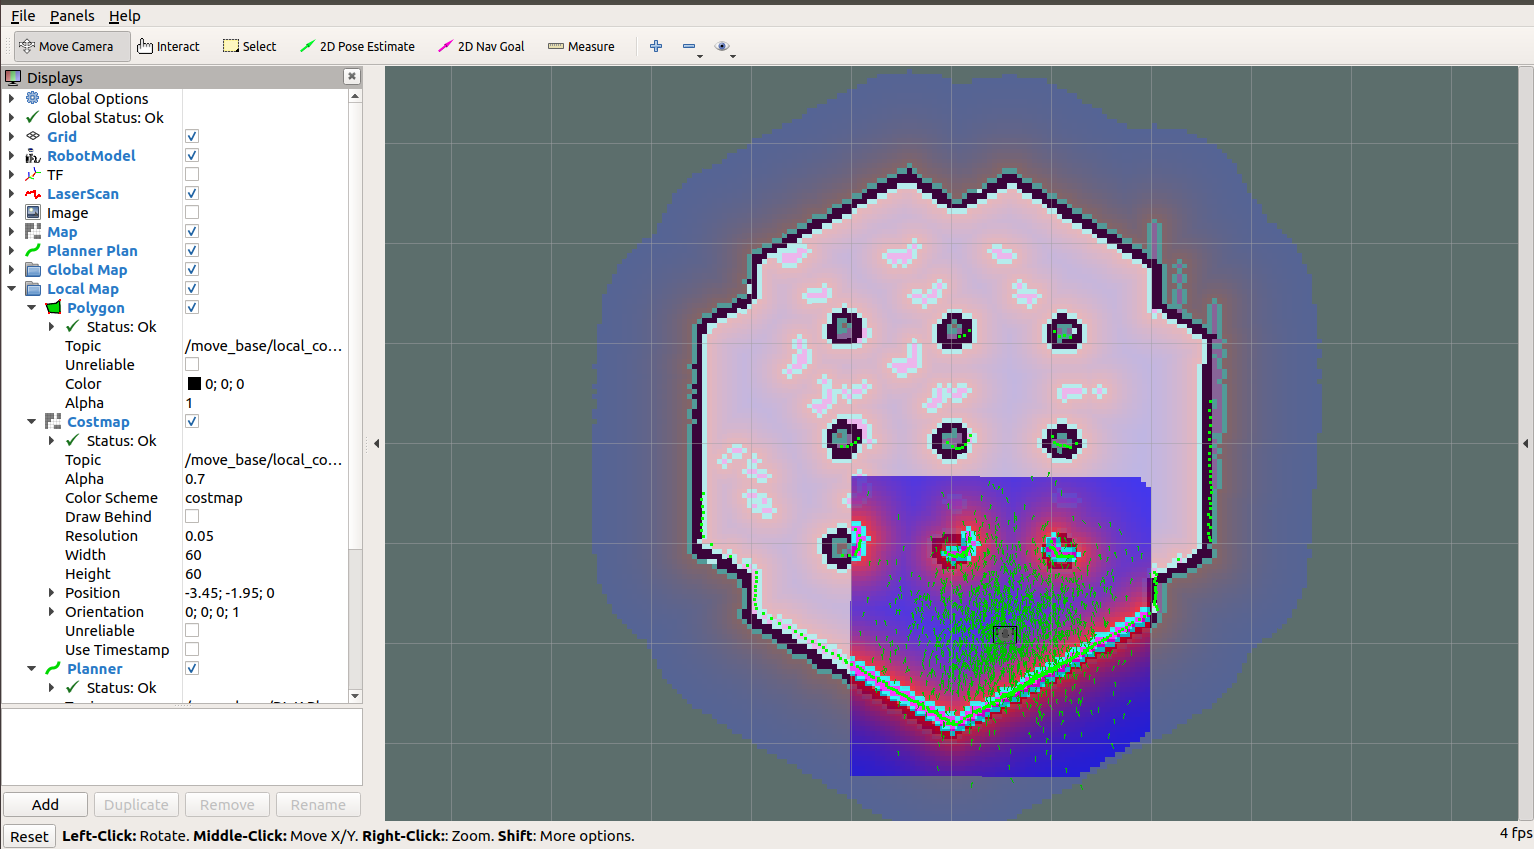 File Panels Help
Move Camera Interact Select 2D Pose Estimate 2D Nav Goal Measure
Displays
Global Options
Global Status: Ok
Grid
RobotModel
TF
LaserScan
Image
Map
Planner Plan
Global Map
Local Map
Polygon
Status: Ok
Topic /move_base/local_co...
Unreliable
Color 0; 0; 0
Alpha 1
Costmap
Status: Ok
Topic /move_base/local_co...
Alpha 0.7
Color Scheme costmap
Draw Behind
Resolution 0.05
Width 60
Height 60
Position -3.45; -1.95; 0
Orientation 0; 0; 0; 1
Unreliable
Use Timestamp
Planner
Status: Ok
Add Duplicate Remove Rename
Reset Left-Click: Rotate. Middle-Click: Move X/Y. Right-Click:: Zoom. Shift: More options. 4 fps